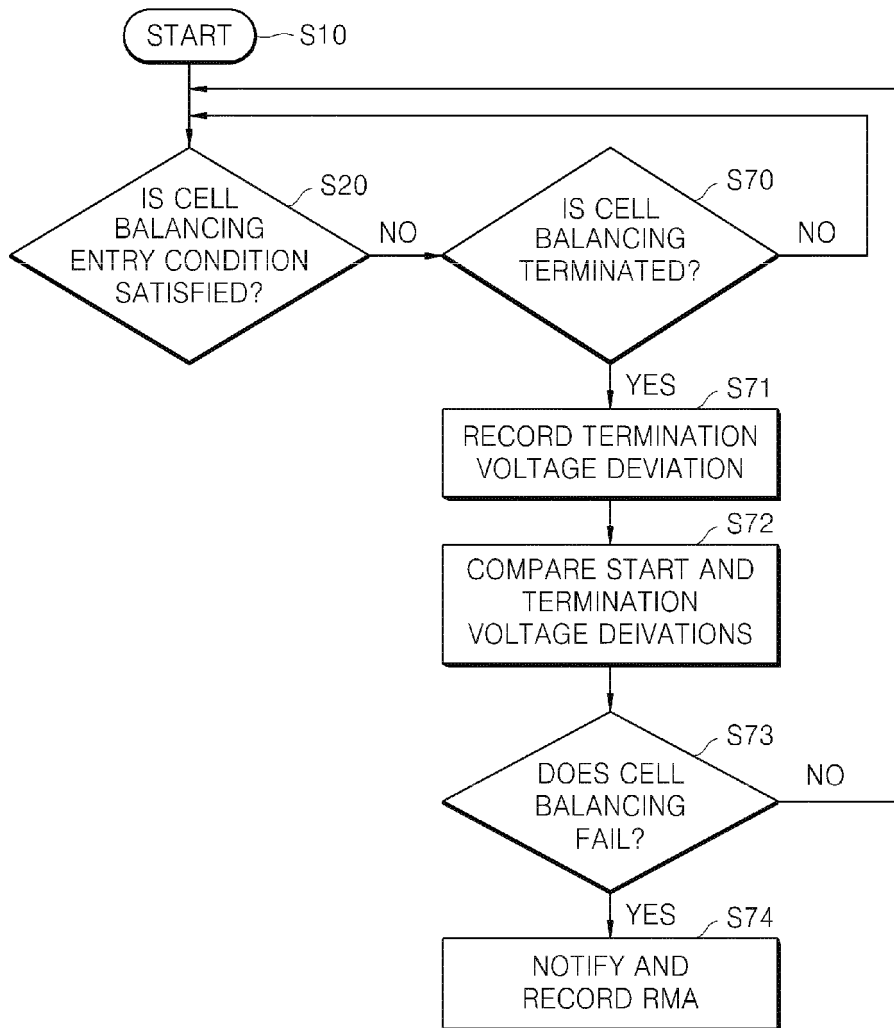 START
S10
IS CELL
BALANCING
ENTRY CONDITION
SATISFIED?
S20
NO
IS CELL
BALANCING
TERMINATED?
S70
NO
YES
S71
RECORD TERMINATION
VOLTAGE DEVIATION
S72
COMPARE START AND
TERMINATION
VOLTAGE DEIVATIONS
S73
DOES CELL
BALANCING
FAIL?
NO
YES
S74
NOTIFY AND
RECORD RMA